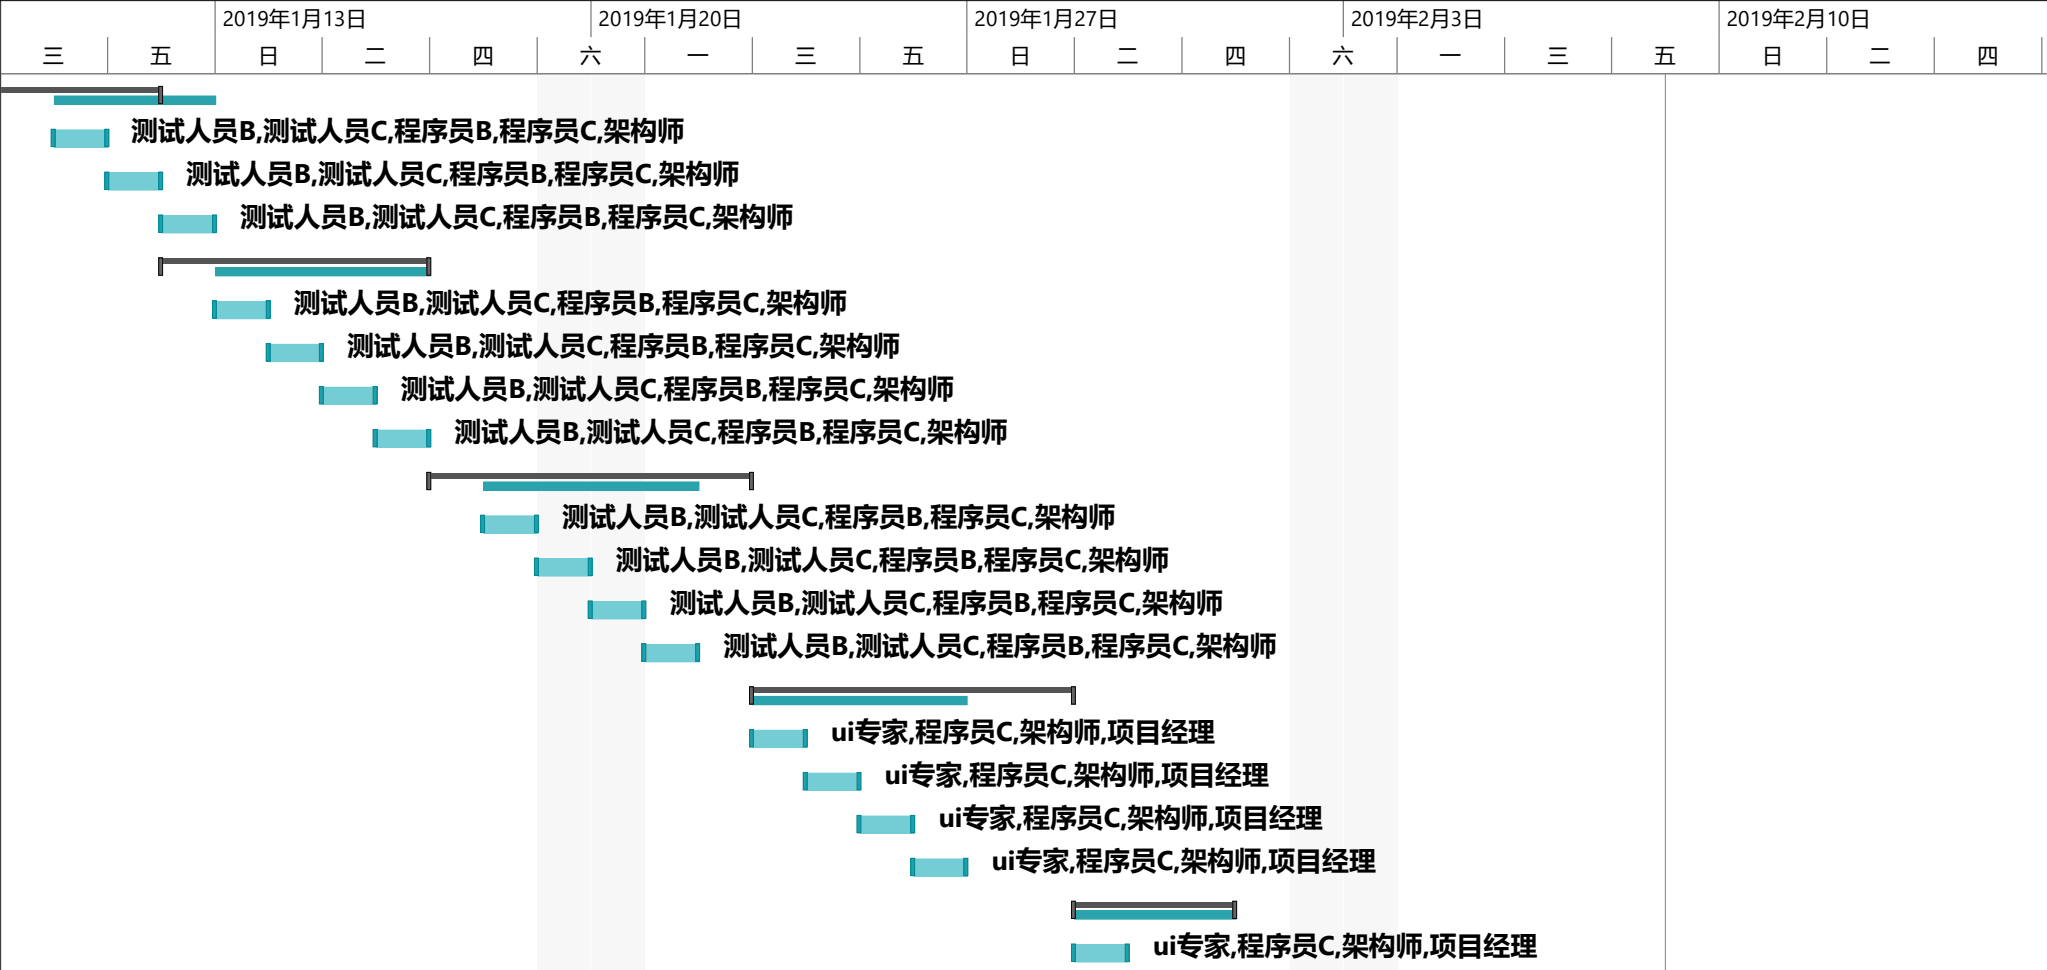 2019年1月13日 2019年1月20日 2019年1月27日 2019年2月3日 2019年2月10日
三 五 日 二 四 六 一 三 五 日 二 四 六 一 三 五 日 二 四
测试人员B,测试人员C,程序员B,程序员C,架构师
测试人员B,测试人员C,程序员B,程序员C,架构师
测试人员B,测试人员C,程序员B,程序员C,架构师
测试人员B,测试人员C,程序员B,程序员C,架构师
测试人员B,测试人员C,程序员B,程序员C,架构师
测试人员B,测试人员C,程序员B,程序员C,架构师
测试人员B,测试人员C,程序员B,程序员C,架构师
测试人员B,测试人员C,程序员B,程序员C,架构师
测试人员B,测试人员C,程序员B,程序员C,架构师
测试人员B,测试人员C,程序员B,程序员C,架构师
测试人员B,测试人员C,程序员B,程序员C,架构师
ui专家,程序员C,架构师,项目经理
ui专家,程序员C,架构师,项目经理
ui专家,程序员C,架构师,项目经理
ui专家,程序员C,架构师,项目经理
ui专家,程序员C,架构师,项目经理